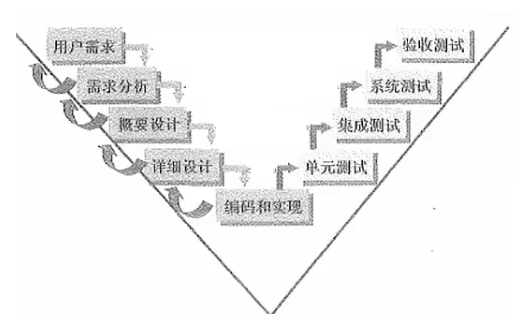 用户需求
验收测试
需求分析
系统测试
概要设计
集成测试
详细设计
单元测试
编码和实现